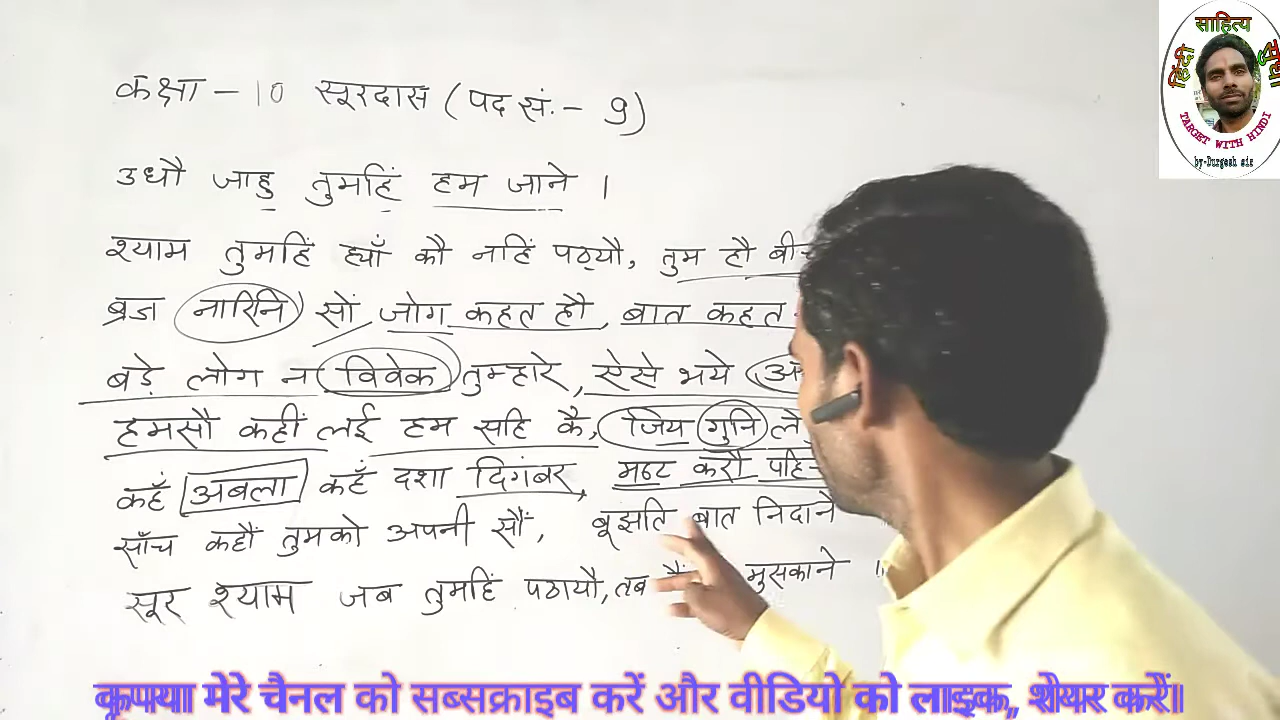 कक्षा - 10 सूरदास (पद सं.- 9)
उधौ जाहु तुमहिं हम जाने ।
श्याम तुमहिं ह्याँ कौ नहिं पठ्यौ, तुम हौ बीच
ब्रज नारिनि सों जोग कहत हौ, बात कहत
बड़े लोग न विवेक तुम्हारे, ऐसे भये
हमसौ कहीं लई हम सहि कै, जिय गुनि
कहँ अबला कहँ दशा दिगंबर, मष्ट करौ
साँच कहौं तुमको अपनी सौं, बूझति बात निदाने
सूर श्याम जब तुमहिं पठायौ, तब मुसकाने ॥
हिंदी साहित्य सुधा
TARGET WITH HINDI
by-Durgesh sir
कृपया मेरे चैनल को सब्सक्राइब करें और वीडियो को लाइक, शेयर करें।